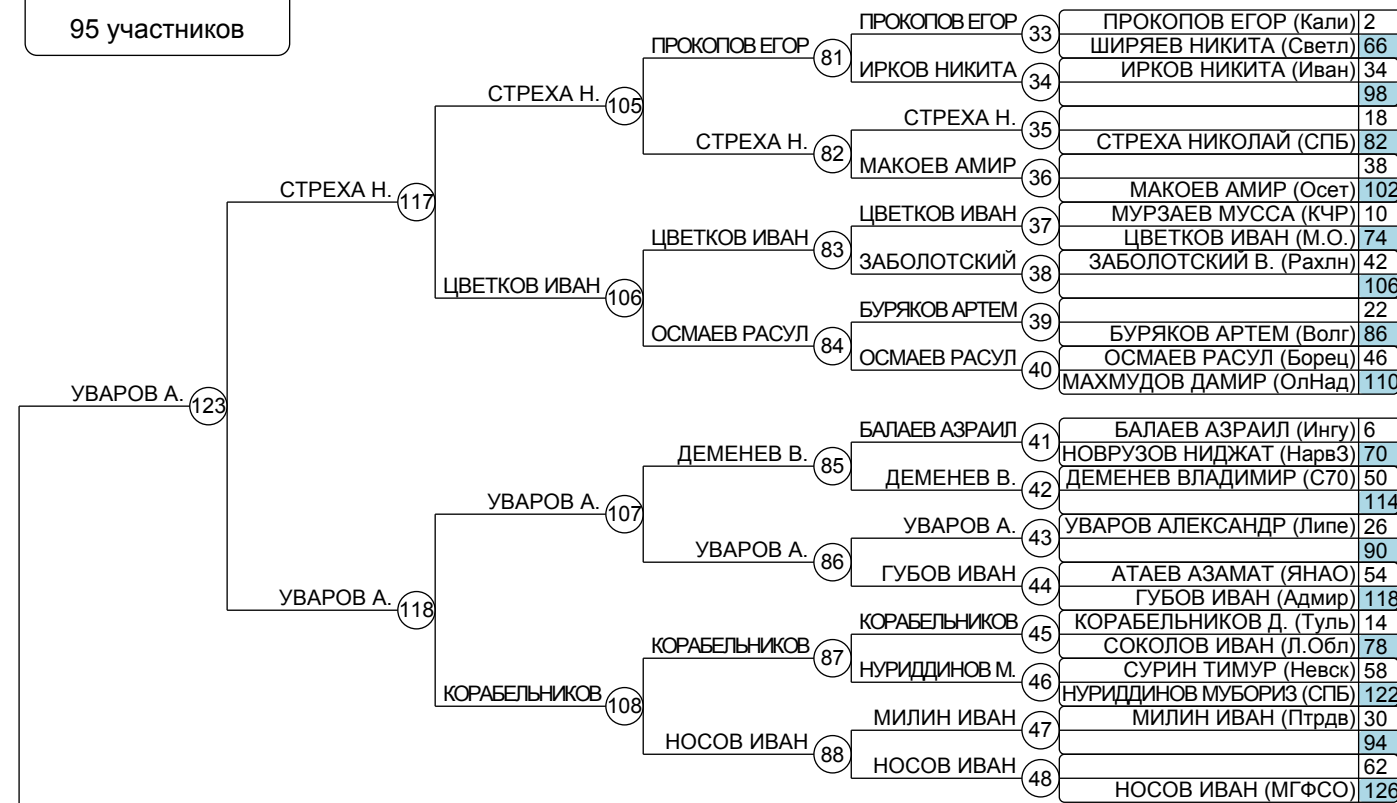 95 участников
ПРОКОПОВ ЕГОР 33 ПРОКОПОВ ЕГОР (Кали) 2
ПРОКОПОВ ЕГОР 81 ШИРЯЕВ НИКИТА (Светл) 66
ИРКОВ НИКИТА 34 ИРКОВ НИКИТА (Иван) 34
СТРЕХА Н. 105 98
СТРЕХА Н. 35 18
СТРЕХА Н. 82 СТРЕХА НИКОЛАЙ (СПБ) 82
МАКОЕВ АМИР 36 38
СТРЕХА Н. 117 МАКОЕВ АМИР (Осет) 102
ЦВЕТКОВ ИВАН 37 МУРЗАЕВ МУССА (КЧР) 10
ЦВЕТКОВ ИВАН 83 ЦВЕТКОВ ИВАН (М.О.) 74
ЗАБОЛОТСКИЙ 38 ЗАБОЛОТСКИЙ В. (Рахлн) 42
ЦВЕТКОВ ИВАН 106 106
БУРЯКОВ АРТЕМ 39 22
ОСМАЕВ РАСУЛ 84 БУРЯКОВ АРТЕМ (Волг) 86
ОСМАЕВ РАСУЛ 40 ОСМАЕВ РАСУЛ (Борец) 46
МАХМУДОВ ДАМИР (ОлНад) 110
УВАРОВ А. 123
БАЛАЕВ АЗРАИЛ 41 БАЛАЕВ АЗРАИЛ (Ингу) 6
ДЕМЕНЕВ В. 85 НОВРУЗОВ НИДЖАТ (НарвЗ) 70
ДЕМЕНЕВ В. 42 ДЕМЕНЕВ ВЛАДИМИР (С70) 50
УВАРОВ А. 107 114
УВАРОВ А. 43 УВАРОВ АЛЕКСАНДР (Липе) 26
УВАРОВ А. 86 90
ГУБОВ ИВАН 44 АТАЕВ АЗАМАТ (ЯНАО) 54
УВАРОВ А. 118 ГУБОВ ИВАН (Адмир) 118
КОРАБЕЛЬНИКОВ 45 КОРАБЕЛЬНИКОВ Д. (Туль) 14
КОРАБЕЛЬНИКОВ 87 СОКОЛОВ ИВАН (Л.Обл) 78
НУРИДДИНОВ М. 46 СУРИН ТИМУР (Невск) 58
КОРАБЕЛЬНИКОВ 108 НУРИДДИНОВ МУБОРИЗ (СПБ) 122
МИЛИН ИВАН 47 МИЛИН ИВАН (Птрдв) 30
НОСОВ ИВАН 88 94
НОСОВ ИВАН 48 62
НОСОВ ИВАН (МГФСО) 126